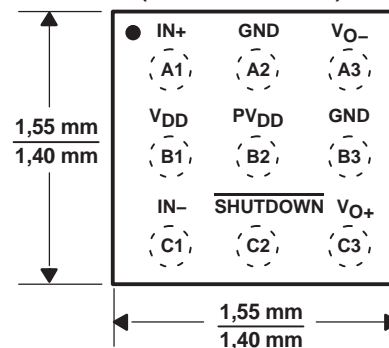 IN+ GND VO–
A1 A2 A3
VDD PVDD GND
1,55 mm
1,40 mm
B1 B2 B3
IN– SHUTDOWN VO+
C1 C2 C3
1,55 mm
1,40 mm